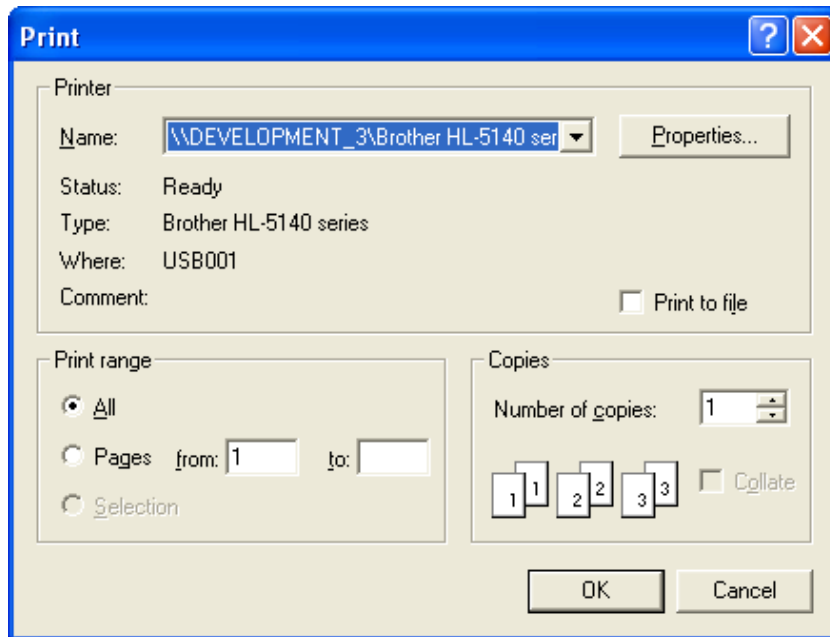 Print
Printer
Name: \\DEVELOPMENT_3\Brother HL-5140 ser Properties...
Status: Ready
Type: Brother HL-5140 series
Where: USB001
Comment: Print to file
Print range
All
Pages from: 1 to:
Selection
Copies
Number of copies: 1
1 1 2 2 3 3 Collate
OK Cancel